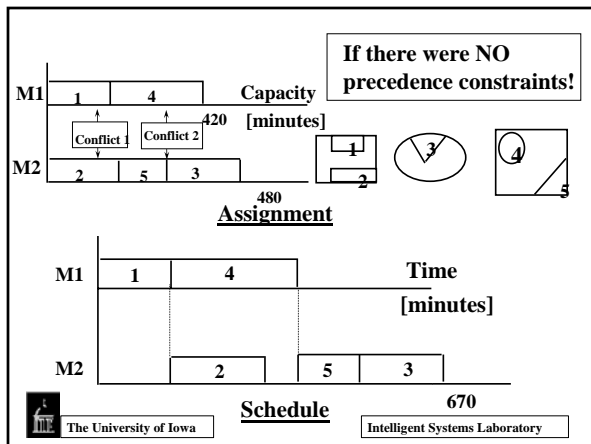 If there were NO
precedence constraints!
M1
1
4
Capacity
420
[minutes]
Conflict 1
Conflict 2
M2
2
5
3
480
Assignment
1
2
3
4
5
M1
1
4
Time
[minutes]
M2
2
5
3
670
Schedule
The University of Iowa
Intelligent Systems Laboratory